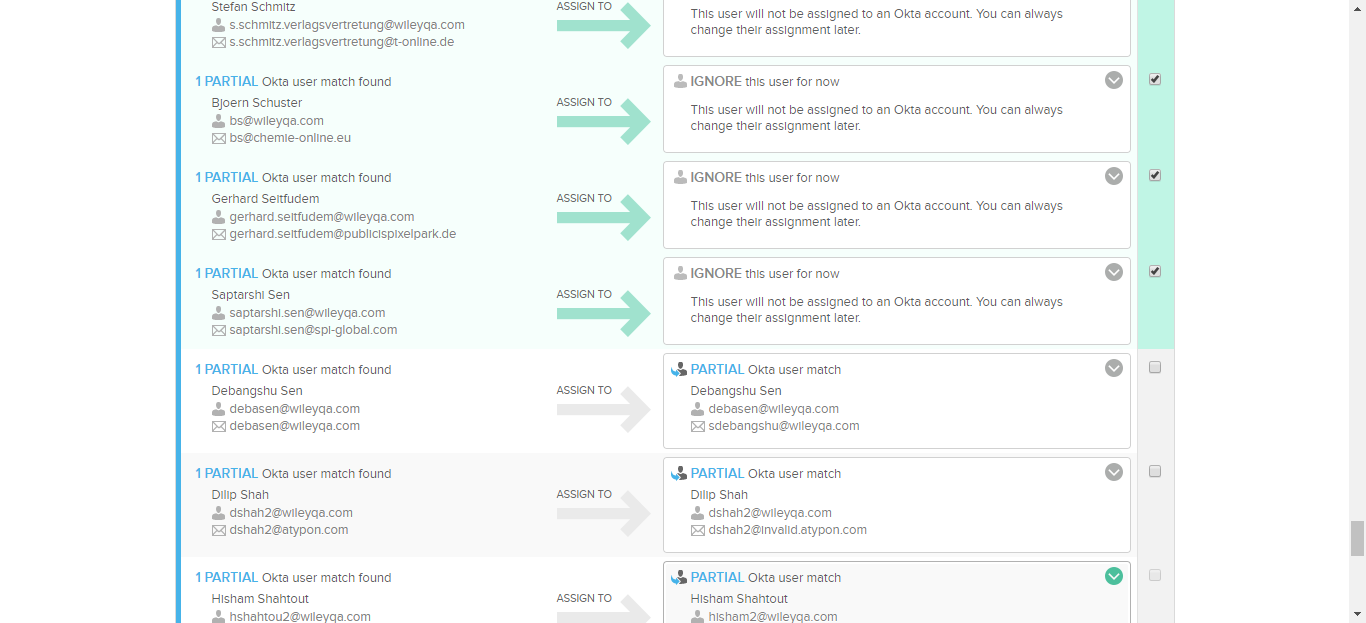 Stefan Schmitz
s.schmitz.verlagsvertretung@wileyqa.com
s.schmitz.verlagsvertretung@t-online.de
ASSIGN TO
This user will not be assigned to an Okta account. You can always
change their assignment later.
1 PARTIAL Okta user match found
Bjoern Schuster
bs@wileyqa.com
bs@chemie-online.eu
ASSIGN TO
IGNORE this user for now
This user will not be assigned to an Okta account. You can always
change their assignment later.
1 PARTIAL Okta user match found
Gerhard Seitfudem
gerhard.seitfudem@wileyqa.com
gerhard.seitfudem@publicispixelpark.de
ASSIGN TO
IGNORE this user for now
This user will not be assigned to an Okta account. You can always
change their assignment later.
1 PARTIAL Okta user match found
Saptarshi Sen
saptarshi.sen@wileyqa.com
saptarshi.sen@spi-global.com
ASSIGN TO
IGNORE this user for now
This user will not be assigned to an Okta account. You can always
change their assignment later.
1 PARTIAL Okta user match found
Debangshu Sen
debasen@wileyqa.com
debasen@wileyqa.com
ASSIGN TO
PARTIAL Okta user match
Debangshu Sen
debasen@wileyqa.com
sdebangshu@wileyqa.com
1 PARTIAL Okta user match found
Dilip Shah
dshah2@wileyqa.com
dshah2@atypon.com
ASSIGN TO
PARTIAL Okta user match
Dilip Shah
dshah2@wileyqa.com
dshah2@invalid.atypon.com
1 PARTIAL Okta user match found
Hisham Shahtout
hshahtou2@wileyqa.com
ASSIGN TO
PARTIAL Okta user match
Hisham Shahtout
hisham2@wileyqa.com